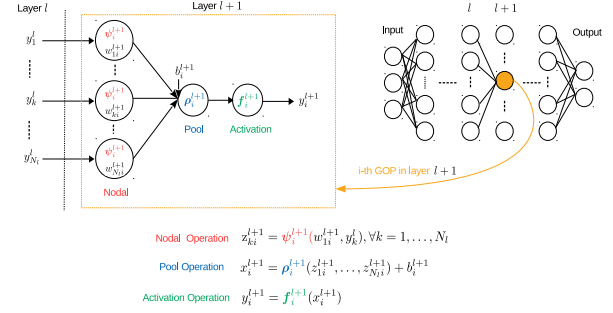 Layer l
Layer l + 1
y_1^l
ψ_i^{l+1}
w_{1i}^{l+1}
y_k^l
ψ_i^{l+1}
w_{ki}^{l+1}
b_i^{l+1}
ρ_i^{l+1}
f_i^{l+1}
y_i^{l+1}
Pool
Activation
y_{N_l}^l
ψ_i^{l+1}
w_{N_l i}^{l+1}
Nodal
Input
l
l+1
Output
i-th GOP in layer l + 1
Nodal Operation z_{ki}^{l+1} = ψ_i^{l+1}(w_{1i}^{l+1}, y_k^l), ∀k = 1, . . . , N_l
Pool Operation x_i^{l+1} = ρ_i^{l+1}(z_{1i}^{l+1}, . . . , z_{N_l i}^{l+1}) + b_i^{l+1}
Activation Operation y_i^{l+1} = f_i^{l+1}(x_i^{l+1})